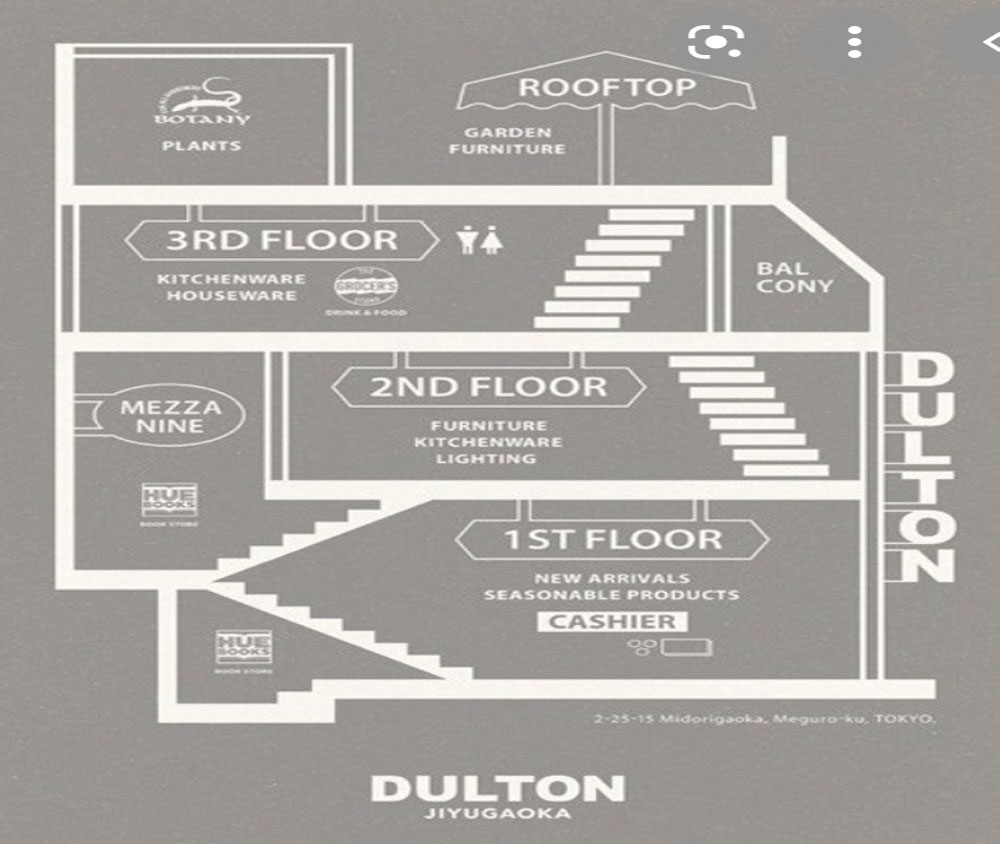 BOTANY
PLANTS
ROOFTOP
GARDEN
FURNITURE
3RD FLOOR
KITCHENWARE
HOUSEWARE
THE
GROCER'S
STORE
DRINK & FOOD
BAL
CONY
MEZZA
NINE
HUE
BOOKS
BOOK STORE
2ND FLOOR
FURNITURE
KITCHENWARE
LIGHTING
DULTON
1ST FLOOR
NEW ARRIVALS
SEASONABLE PRODUCTS
CASHIER
HUE
BOOKS
BOOK STORE
2-25-15 Midorigaoka, Meguro-ku, TOKYO.
DULTON
JIYUGAOKA